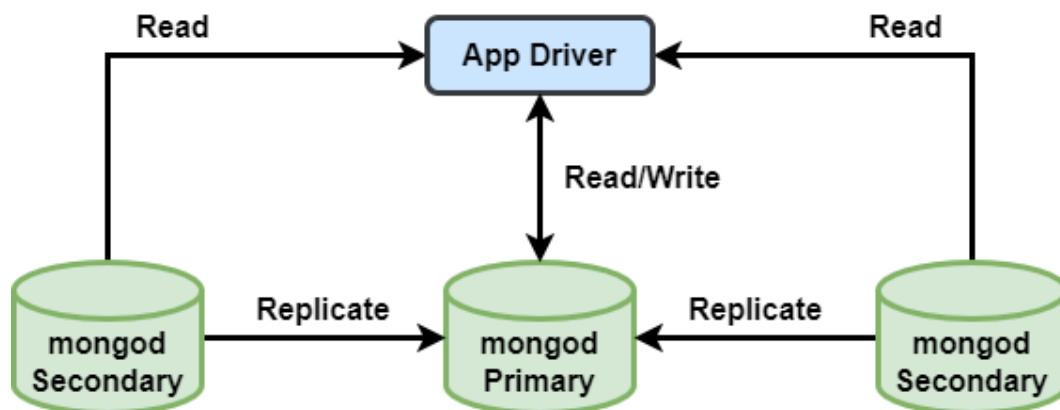 Read
App Driver
Read
Read/Write
Replicate
Replicate
mongod
Secondary
mongod
Primary
mongod
Secondary